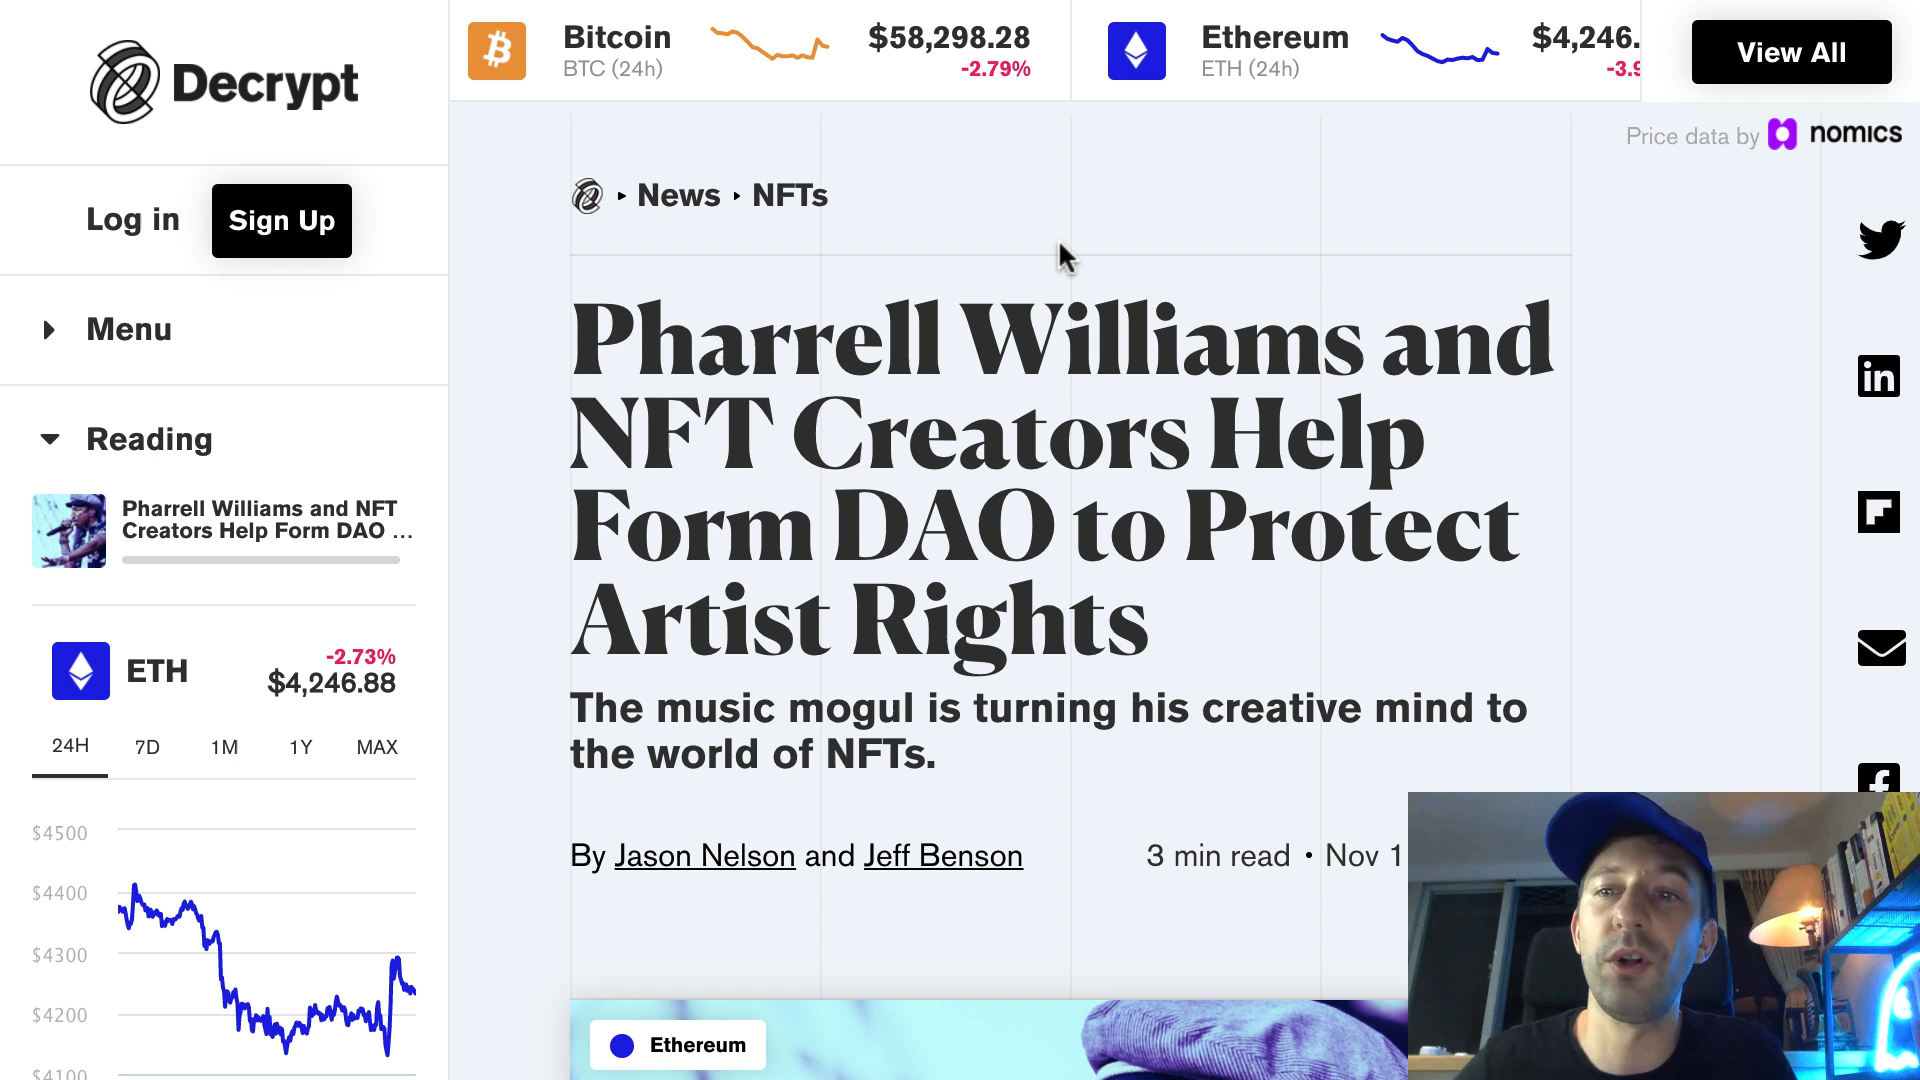 Decrypt
Log in
Sign Up
Menu
Reading
Pharrell Williams and NFT
Creators Help Form DAO ...
ETH
-2.73%
$4,246.88
24H 7D 1M 1Y MAX
$4500
$4400
$4300
$4200
$4100
Bitcoin
BTC (24h)
$58,298.28
-2.79%
Ethereum
ETH (24h)
$4,246.
-3.9
View All
Price data by nomics
News NFTs
Pharrell Williams and
NFT Creators Help
Form DAO to Protect
Artist Rights
The music mogul is turning his creative mind to
the world of NFTs.
By Jason Nelson and Jeff Benson
3 min read • Nov 1
Ethereum